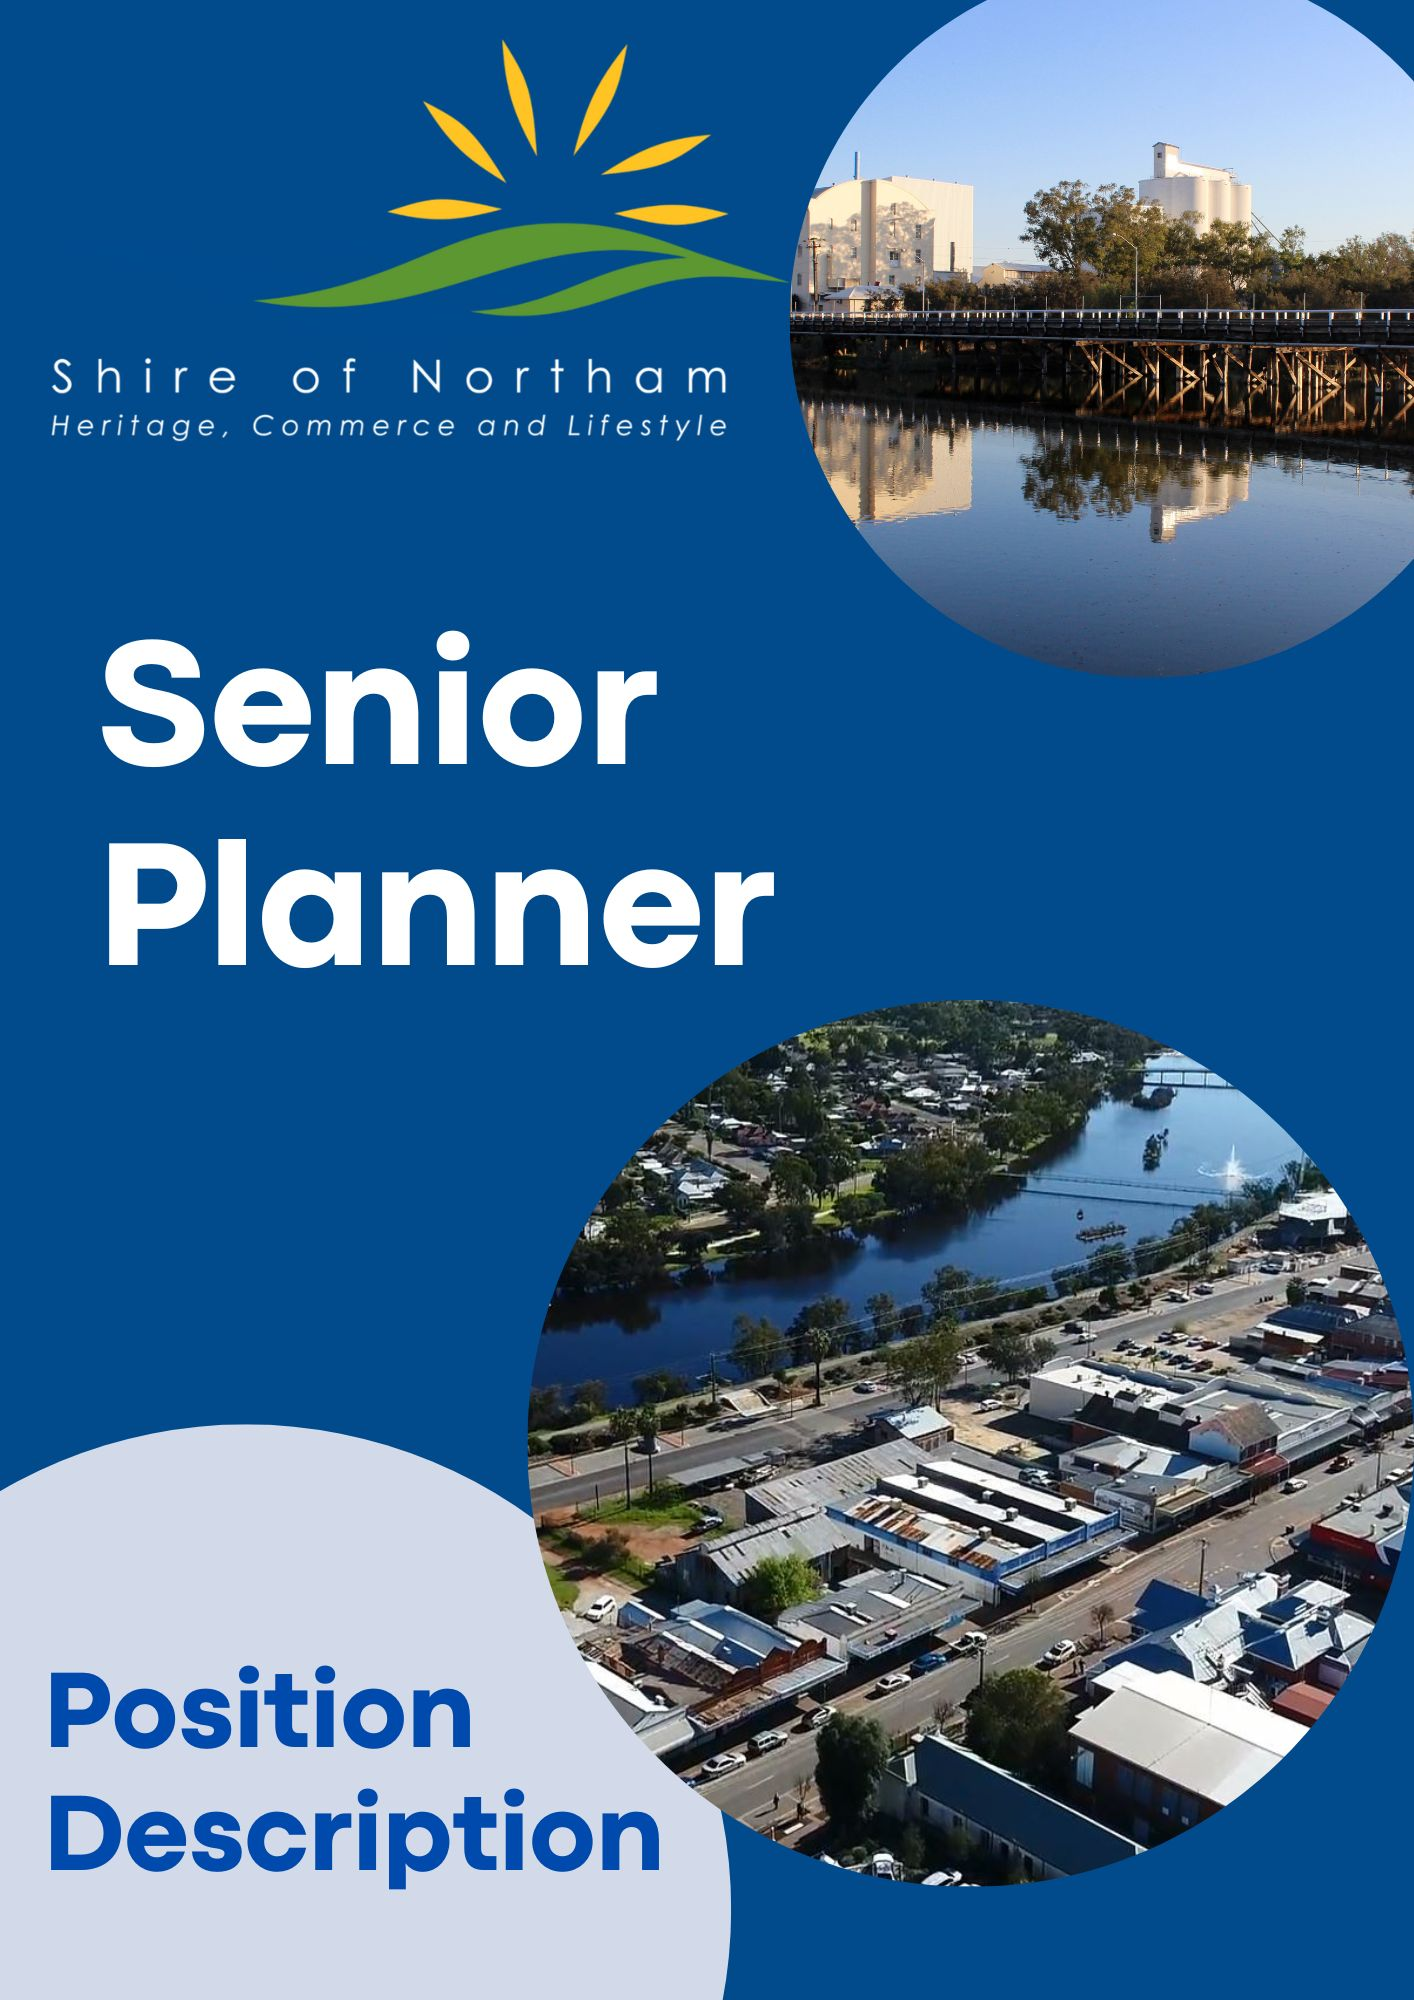 Shire of Northam
Heritage, Commerce and Lifestyle
Senior
Planner
Position
Description